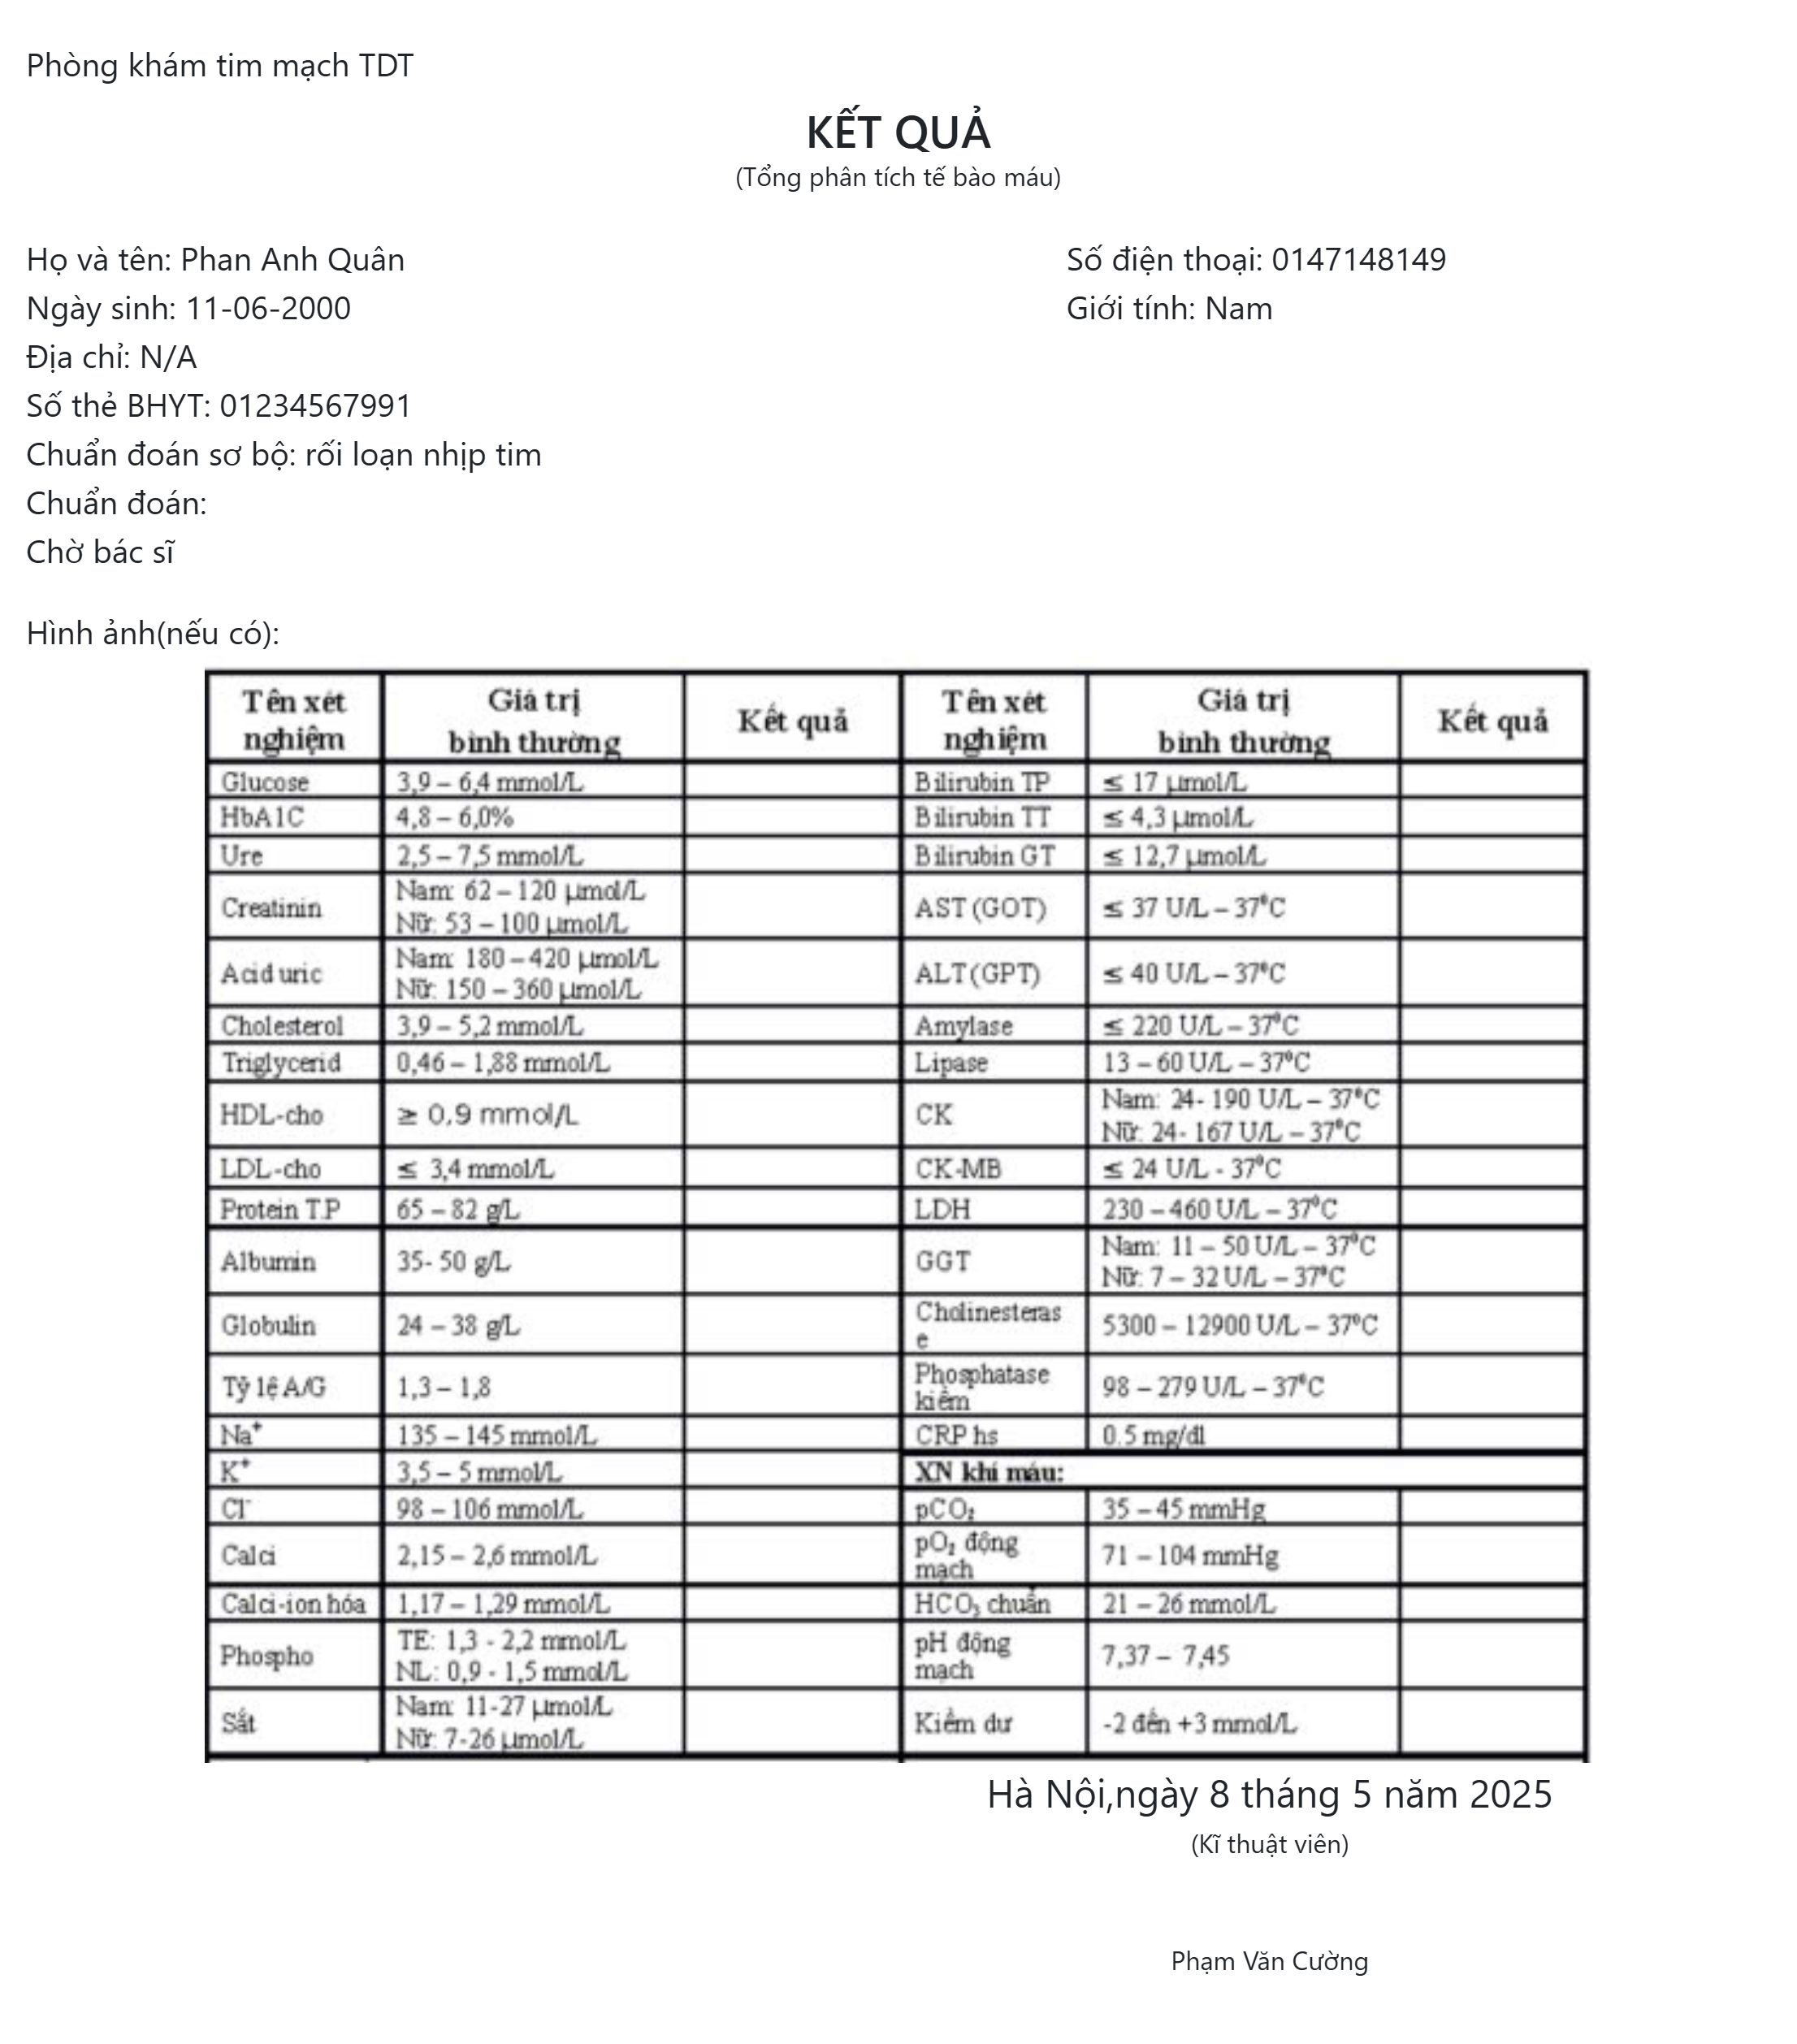 Phòng khám tim mạch TDT
KẾT QUẢ
(Tổng phân tích tế bào máu)
Họ và tên: Phan Anh Quân
Số điện thoại: 0147148149
Ngày sinh: 11-06-2000
Giới tính: Nam
Địa chỉ: N/A
Số thẻ BHYT: 01234567991
Chuẩn đoán sơ bộ: rối loạn nhịp tim
Chuẩn đoán:
Chờ bác sĩ
Hình ảnh(nếu có):
Tên xét nghiệm Giá trị bình thường Kết quả Tên xét nghiệm Giá trị bình thường Kết quả
Glucose 3,9 – 6,4 mmol/L Bilirubin TP ≤ 17 µmol/L
HbA1C 4,8 – 6,0% Bilirubin TT ≤ 4,3 µmol/L
Ure 2,5 – 7,5 mmol/L Bilirubin GT ≤ 12,7 µmol/L
Creatinin Nam: 62 – 120 µmol/L Nữ: 53 – 100 µmol/L AST (GOT) ≤ 37 U/L – 37⁰C
Acid uric Nam: 180 – 420 µmol/L Nữ: 150 – 360 µmol/L ALT (GPT) ≤ 40 U/L – 37⁰C
Cholesterol 3,9 – 5,2 mmol/L Amylase ≤ 220 U/L – 37⁰C
Triglycerid 0,46 – 1,88 mmol/L Lipase 13 – 60 U/L – 37⁰C
HDL-cho ≥ 0,9 mmol/L CK Nam: 24- 190 U/L – 37⁰C Nữ: 24- 167 U/L – 37⁰C
LDL-cho ≤ 3,4 mmol/L CK-MB ≤ 24 U/L - 37⁰C
Protein T.P 65 – 82 g/L LDH 230 – 460 U/L – 37⁰C
Albumin 35- 50 g/L GGT Nam: 11 – 50 U/L – 37⁰C Nữ: 7 – 32 U/L – 37⁰C
Globulin 24 – 38 g/L Cholinesterase 5300 – 12900 U/L – 37⁰C
Tỷ lệ A/G 1,3 – 1,8 Phosphatase kiềm 98 – 279 U/L – 37⁰C
Na⁺ 135 – 145 mmol/L CRP hs 0.5 mg/dl
K⁺ 3,5 – 5 mmol/L XN khí máu:
Cl⁻ 98 – 106 mmol/L pCO₂ 35 – 45 mmHg
Calci 2,15 – 2,6 mmol/L pO₂ động mạch 71 – 104 mmHg
Calci-ion hóa 1,17 – 1,29 mmol/L HCO₃ chuẩn 21 – 26 mmol/L
Phospho TE: 1,3 - 2,2 mmol/L NL: 0,9 - 1,5 mmol/L pH động mạch 7,37 – 7,45
Sắt Nam: 11-27 µmol/L Nữ: 7-26 µmol/L Kiềm dư -2 đến +3 mmol/L
Hà Nội,ngày 8 tháng 5 năm 2025
(Kĩ thuật viên)
Phạm Văn Cường